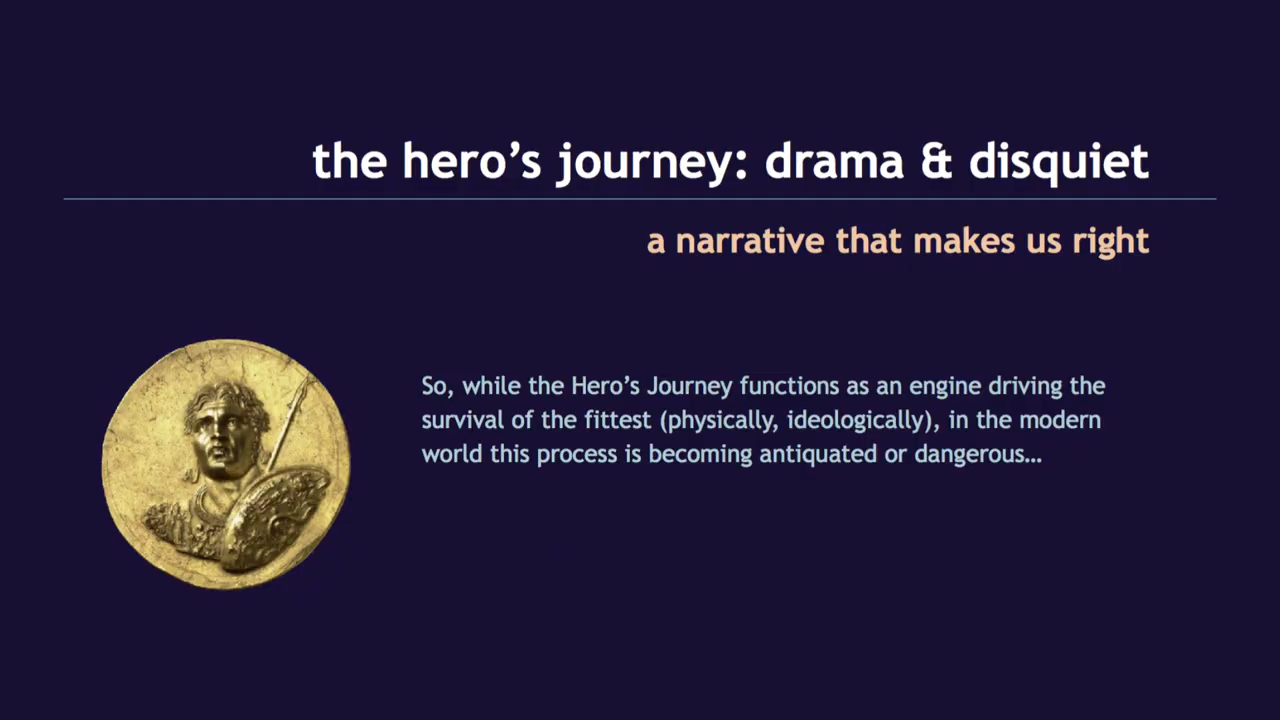 the hero’s journey: drama & disquiet
a narrative that makes us right
So, while the Hero’s Journey functions as an engine driving the
survival of the fittest (physically, ideologically), in the modern
world this process is becoming antiquated or dangerous…